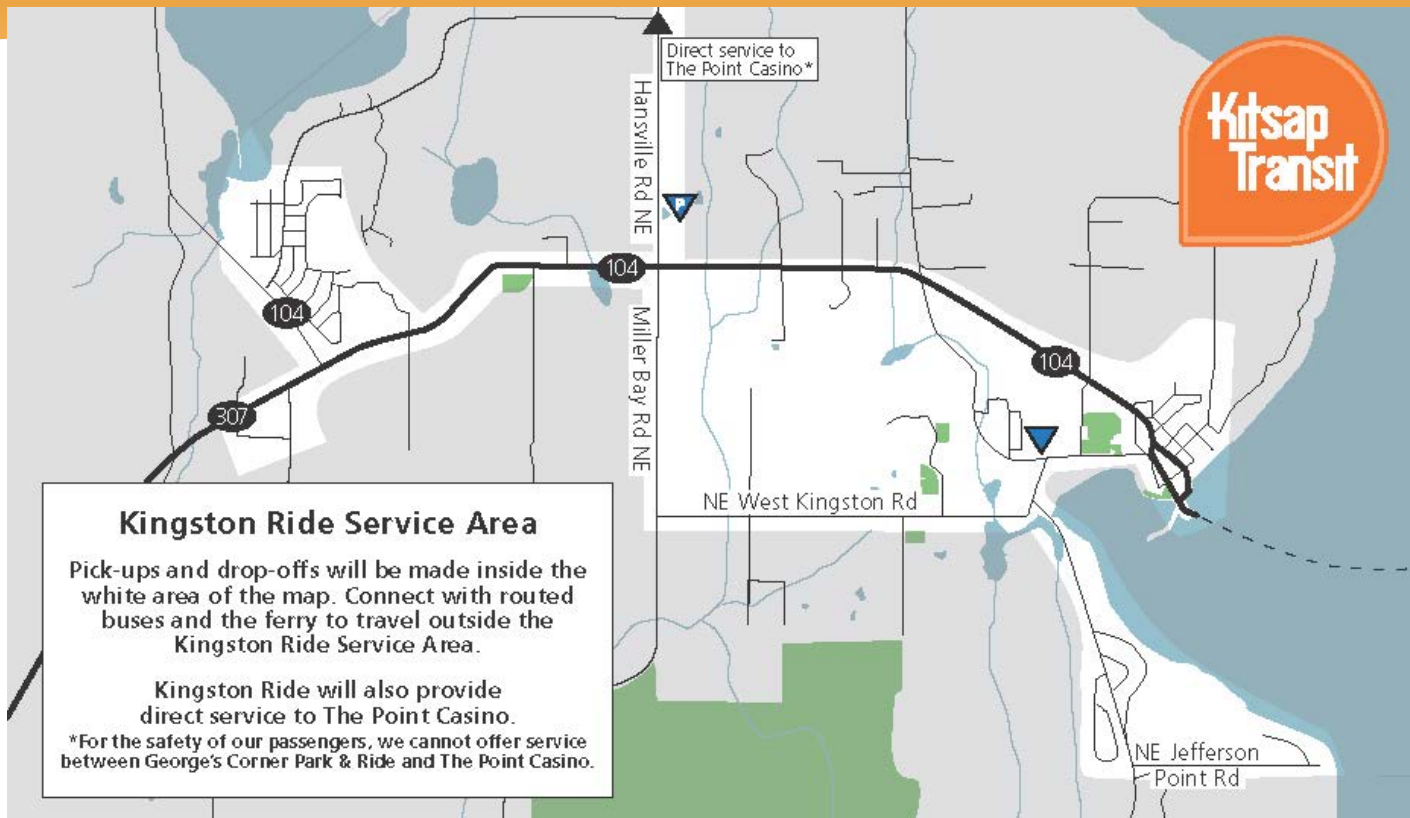 Direct service to
The Point Casino*
Kitsap
Transit
Hansville Rd NE
P
104
104
Miller Bay Rd NE
104
307
NE West Kingston Rd
Kingston Ride Service Area
Pick-ups and drop-offs will be made inside the
white area of the map. Connect with routed
buses and the ferry to travel outside the
Kingston Ride Service Area.
Kingston Ride will also provide
direct service to The Point Casino.
*For the safety of our passengers, we cannot offer service
between George's Corner Park & Ride and The Point Casino.
NE Jefferson
Point Rd